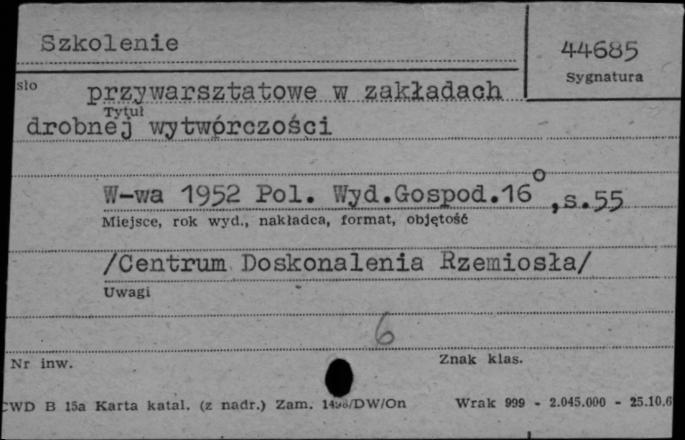 Szkolenie
44685
Sygnatura
sło
przywarsztatowe w zakładach
Tytuł
drobnej wytwórczości
W-wa 1952 Pol. Wyd.Gospod.16°,s.55
Miejsce, rok wyd., nakładca, format, objętość
/Centrum Doskonalenia Rzemiosła/
Uwagi
6
Nr inw.
Znak klas.
CWD B 15a Karta katal. (z nadr.) Zam. /DW/On
Wrak 999 - 2.045.000 - 25.10.6